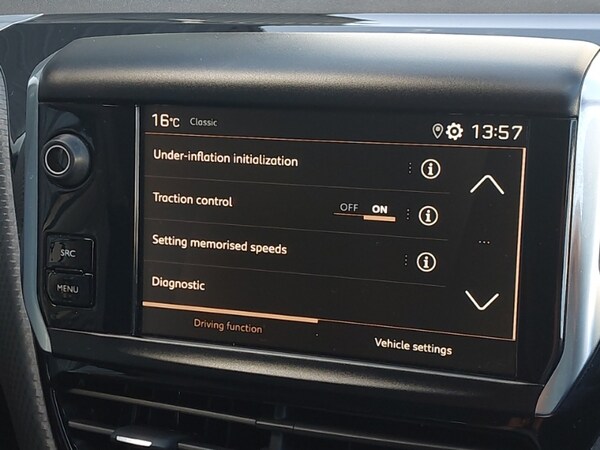 16°C Classic 13:57
Under-inflation initialization
Traction control OFF ON
Setting memorised speeds
Diagnostic
Driving function Vehicle settings
SRC
MENU